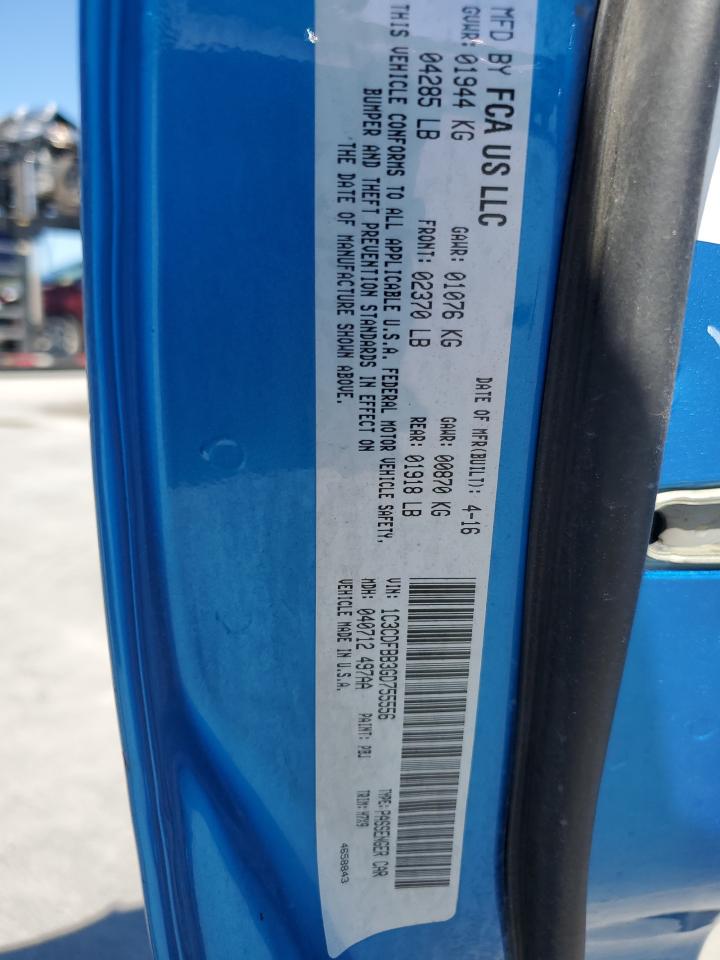 MFD BY FCA US LLC
DATE OF MFR(BUILT): 4-16
GVWR: 01944 KG GAWR: 01076 KG GAWR: 00870 KG
04285 LB FRONT: 02370 LB REAR: 01918 LB
THIS VEHICLE CONFORMS TO ALL APPLICABLE U.S.A. FEDERAL MOTOR VEHICLE SAFETY,
BUMPER AND THEFT PREVENTION STANDARDS IN EFFECT ON
THE DATE OF MANUFACTURE SHOWN ABOVE.
VIN: 1C3CDFBB3GD755556 TYPE: PASSENGER CAR
MDH: 040712 497AA PAINT: PBJ TRIM: H7X9
VEHICLE MADE IN U.S.A. 4658843